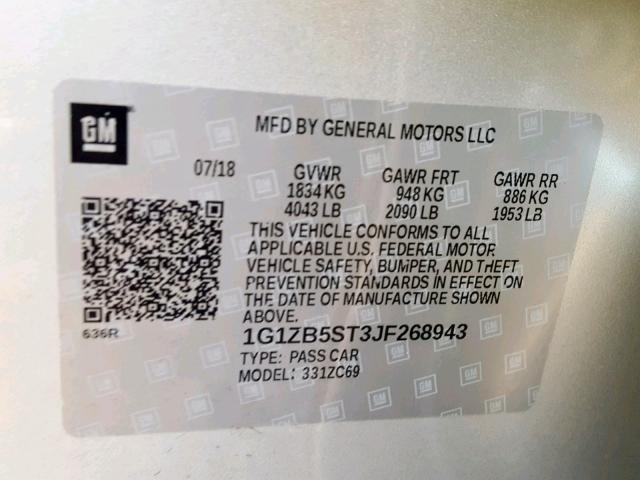 GM
MFD BY GENERAL MOTORS LLC
07/18
GVWR GAWR FRT GAWR RR
1834 KG 948 KG 886 KG
4043 LB 2090 LB 1953 LB
THIS VEHICLE CONFORMS TO ALL
APPLICABLE U.S. FEDERAL MOTOR
VEHICLE SAFETY, BUMPER, AND THEFT
PREVENTION STANDARDS IN EFFECT ON
THE DATE OF MANUFACTURE SHOWN
ABOVE.
636R
1G1ZB5ST3JF268943
TYPE: PASS CAR
MODEL: 331ZC69